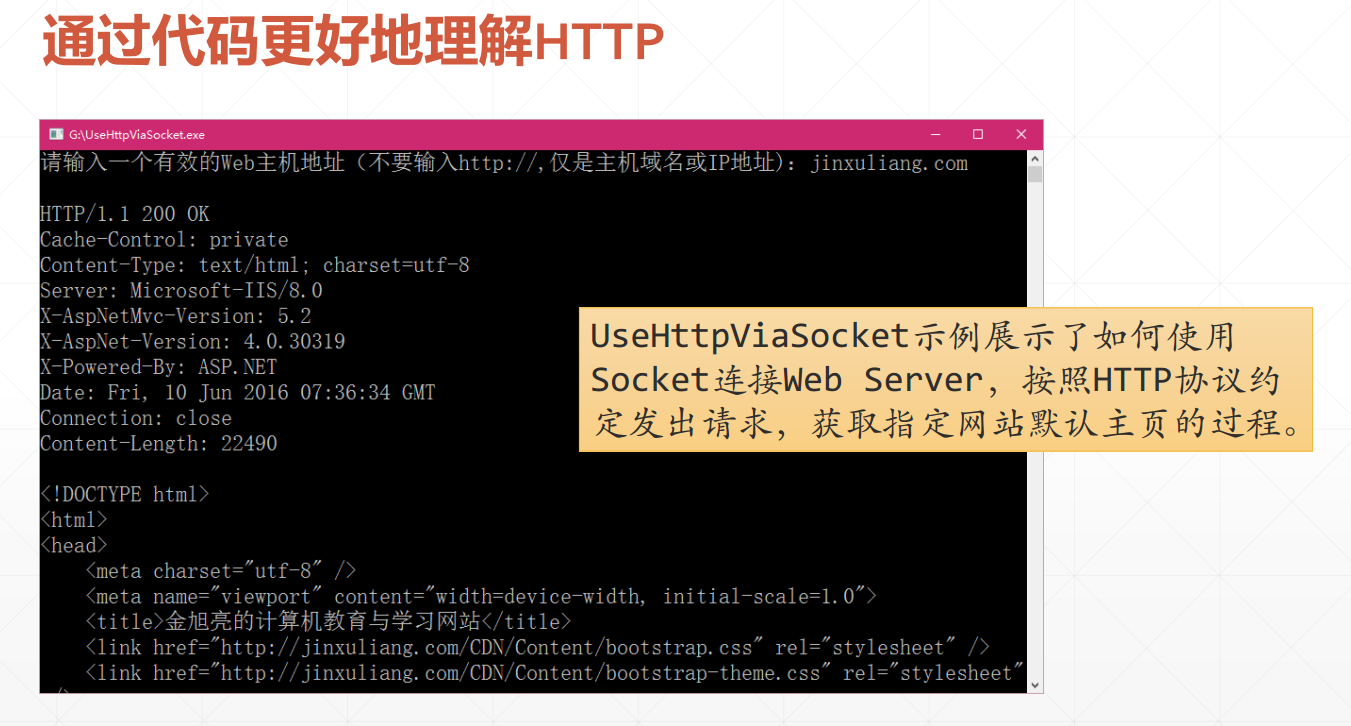 通过代码更好地理解HTTP
G:\UseHttpViaSocket.exe
请输入一个有效的Web主机地址（不要输入http://,仅是主机域名或IP地址): jinxuliang.com
HTTP/1.1 200 OK
Cache-Control: private
Content-Type: text/html; charset=utf-8
Server: Microsoft-IIS/8.0
X-AspNetMvc-Version: 5.2
X-AspNet-Version: 4.0.30319
X-Powered-By: ASP.NET
Date: Fri, 10 Jun 2016 07:36:34 GMT
Connection: close
Content-Length: 22490
UseHttpViaSocket示例展示了如何使用
Socket连接Web Server，按照HTTP协议约
定发出请求，获取指定网站默认主页的过程。
<!DOCTYPE html>
<html>
<head>
<meta charset="utf-8" />
<meta name="viewport" content="width=device-width, initial-scale=1.0">
<title>金旭亮的计算机教育与学习网站</title>
<link href="http://jinxuliang.com/CDN/Content/bootstrap.css" rel="stylesheet" />
<link href="http://jinxuliang.com/CDN/Content/bootstrap-theme.css" rel="stylesheet"